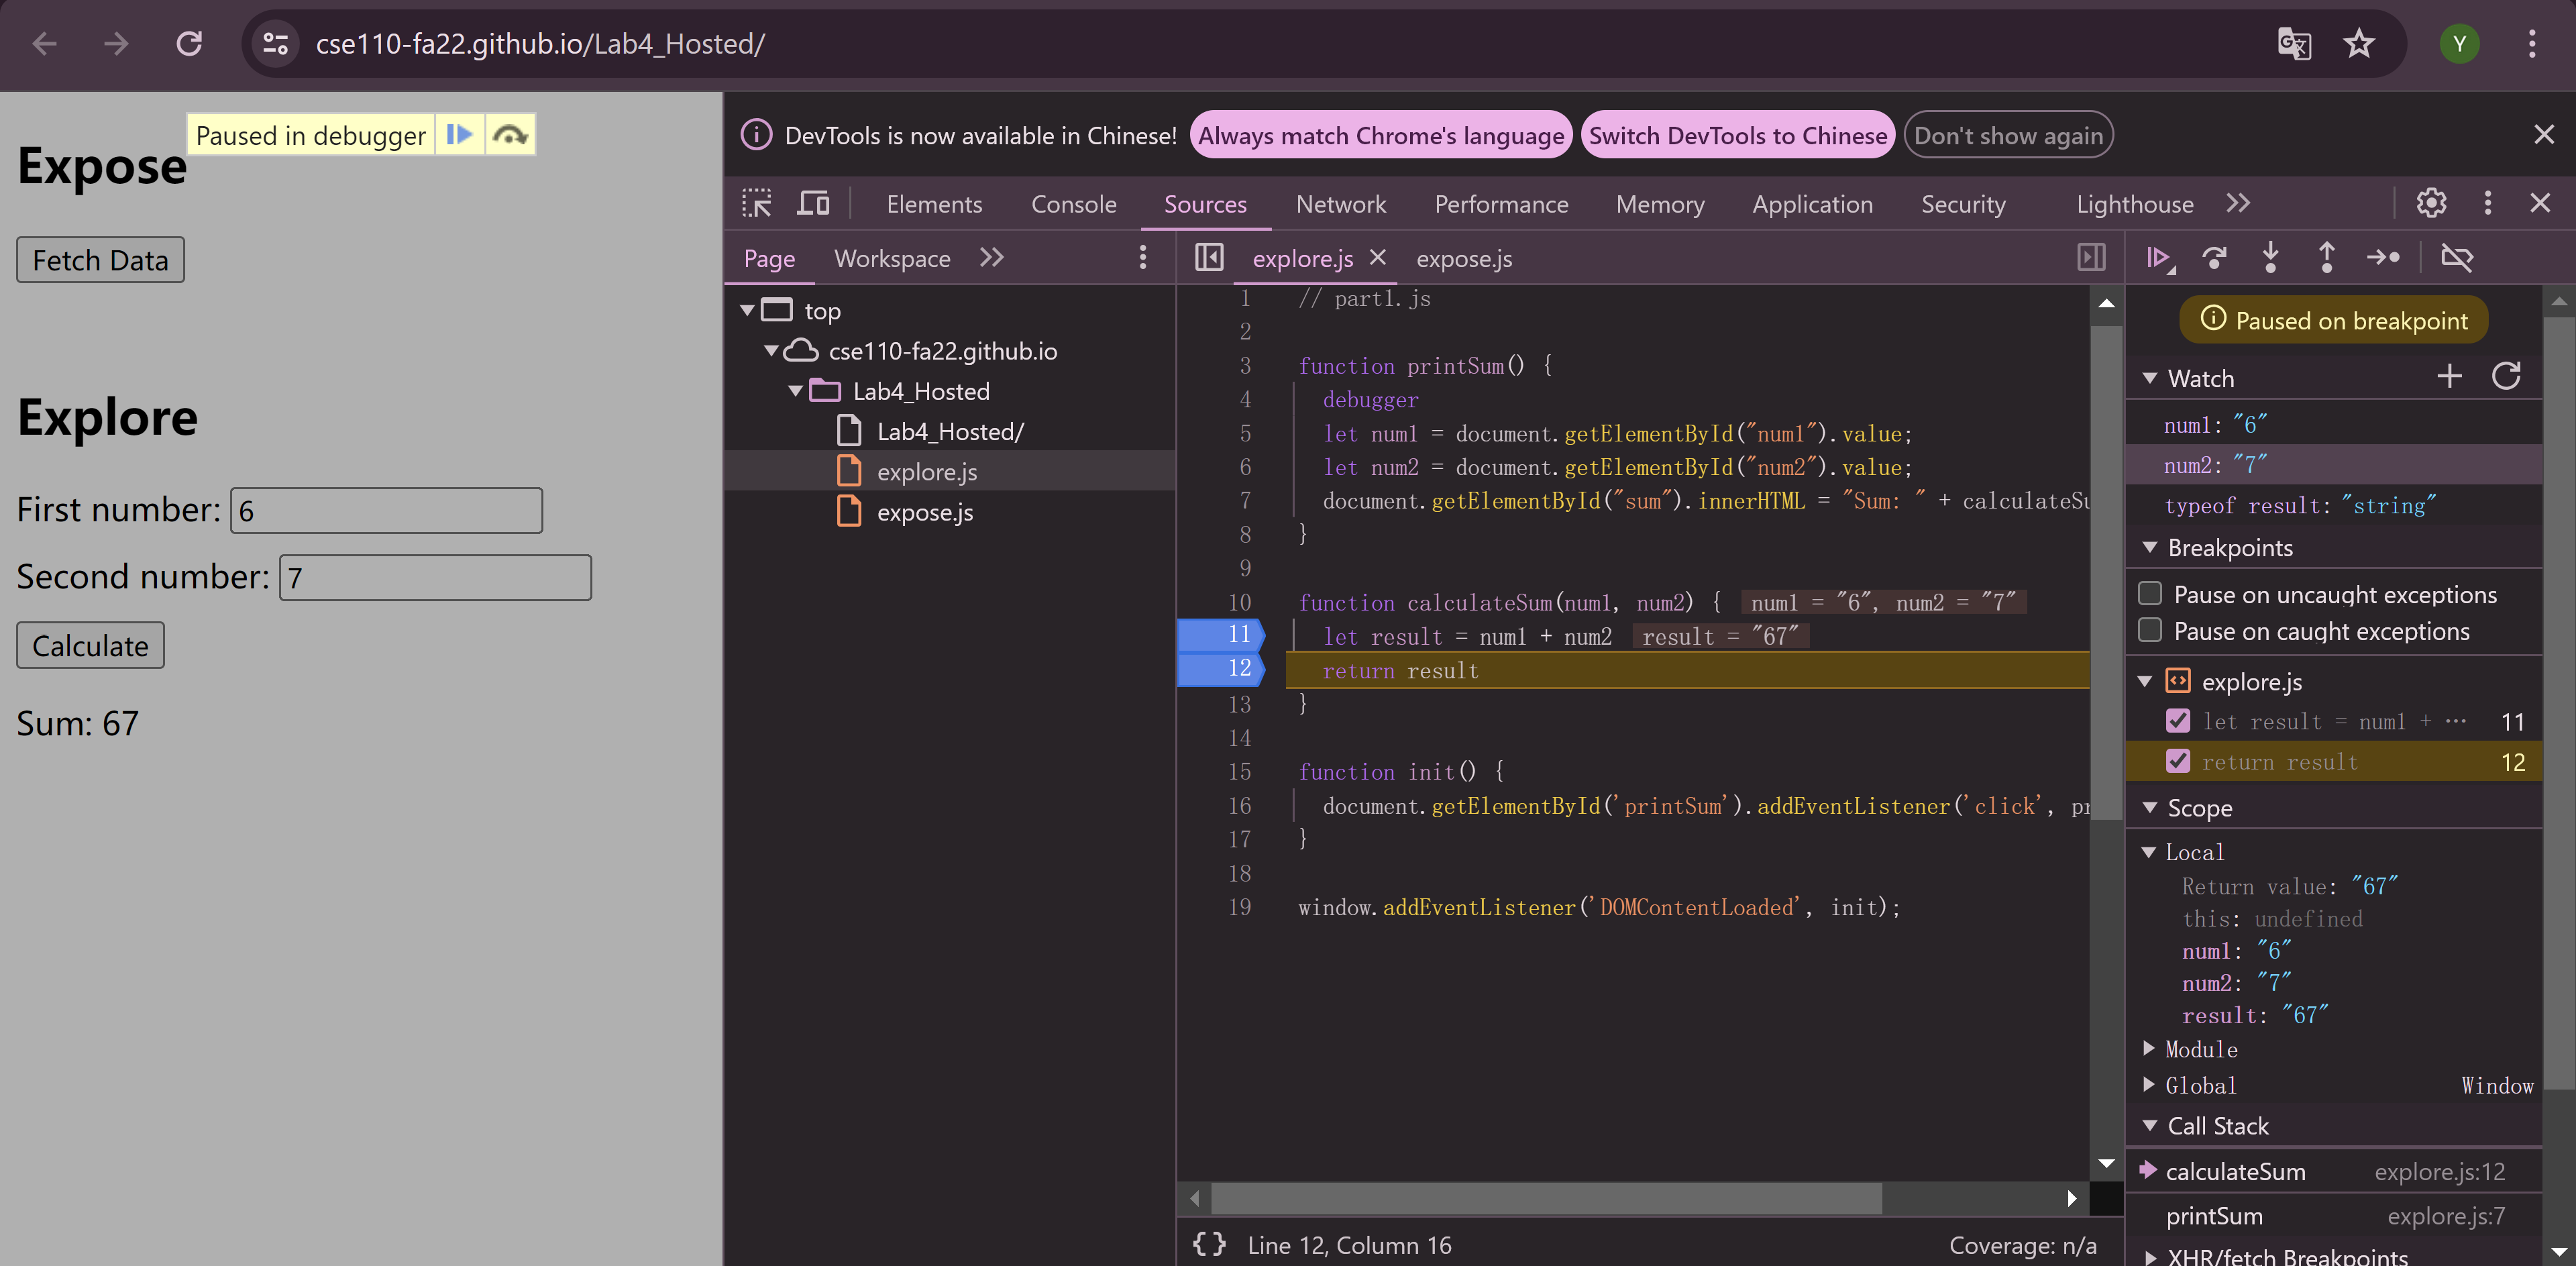 cse110-fa22.github.io/Lab4_Hosted/
Y
Paused in debugger
Expose
Fetch Data
Explore
First number: 6
Second number: 7
Calculate
Sum: 67
DevTools is now available in Chinese! Always match Chrome's language Switch DevTools to Chinese Don't show again
Elements Console Sources Network Performance Memory Application Security Lighthouse
Page Workspace
top
cse110-fa22.github.io
Lab4_Hosted
Lab4_Hosted/
explore.js
expose.js
explore.js expose.js
1 // part1.js
2
3 function printSum() {
4 debugger
5 let num1 = document.getElementById("num1").value;
6 let num2 = document.getElementById("num2").value;
7 document.getElementById("sum").innerHTML = "Sum: " + calculateSu
8 }
9
10 function calculateSum(num1, num2) { num1 = "6", num2 = "7"
11 let result = num1 + num2 result = "67"
12 return result
13 }
14
15 function init() {
16 document.getElementById('printSum').addEventListener('click', pr
17 }
18
19 window.addEventListener('DOMContentLoaded', init);
{} Line 12, Column 16 Coverage: n/a
Paused on breakpoint
Watch
num1: "6"
num2: "7"
typeof result: "string"
Breakpoints
Pause on uncaught exceptions
Pause on caught exceptions
explore.js
let result = num1 + ⋯ 11
return result 12
Scope
Local
Return value: "67"
this: undefined
num1: "6"
num2: "7"
result: "67"
Module
Global Window
Call Stack
calculateSum explore.js:12
printSum explore.js:7
XHR/fetch Breakpoints